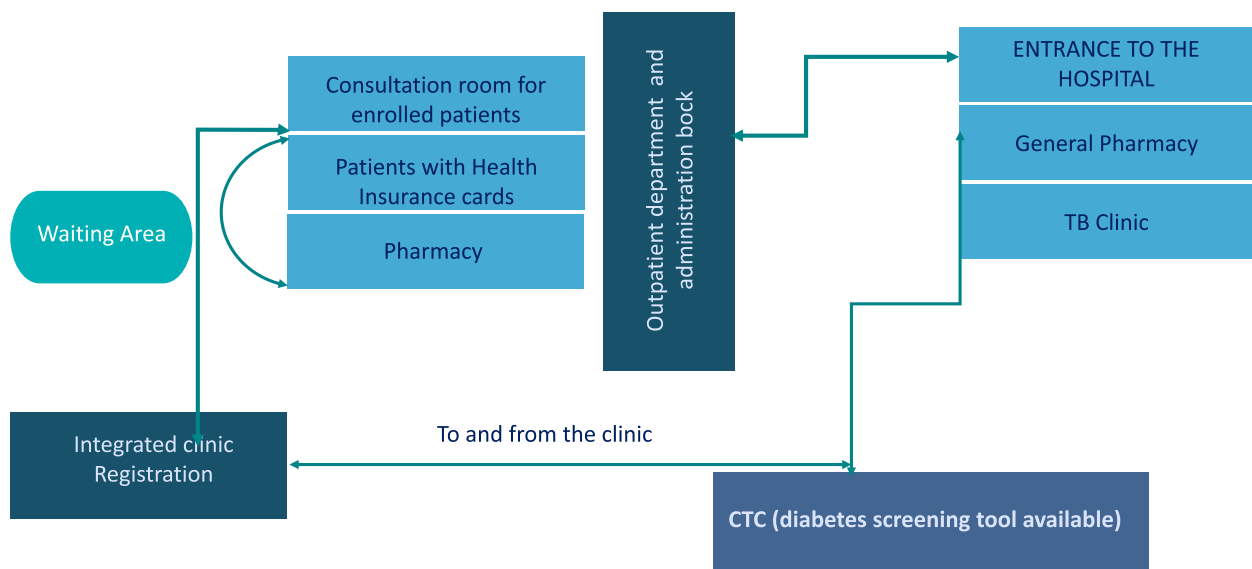 Consultation room for
enrolled patients
Patients with Health
Insurance cards
Pharmacy
Waiting Area
Outpatient department and
administration bock
ENTRANCE TO THE
HOSPITAL
General Pharmacy
TB Clinic
Integrated clinic
Registration
To and from the clinic
CTC (diabetes screening tool available)